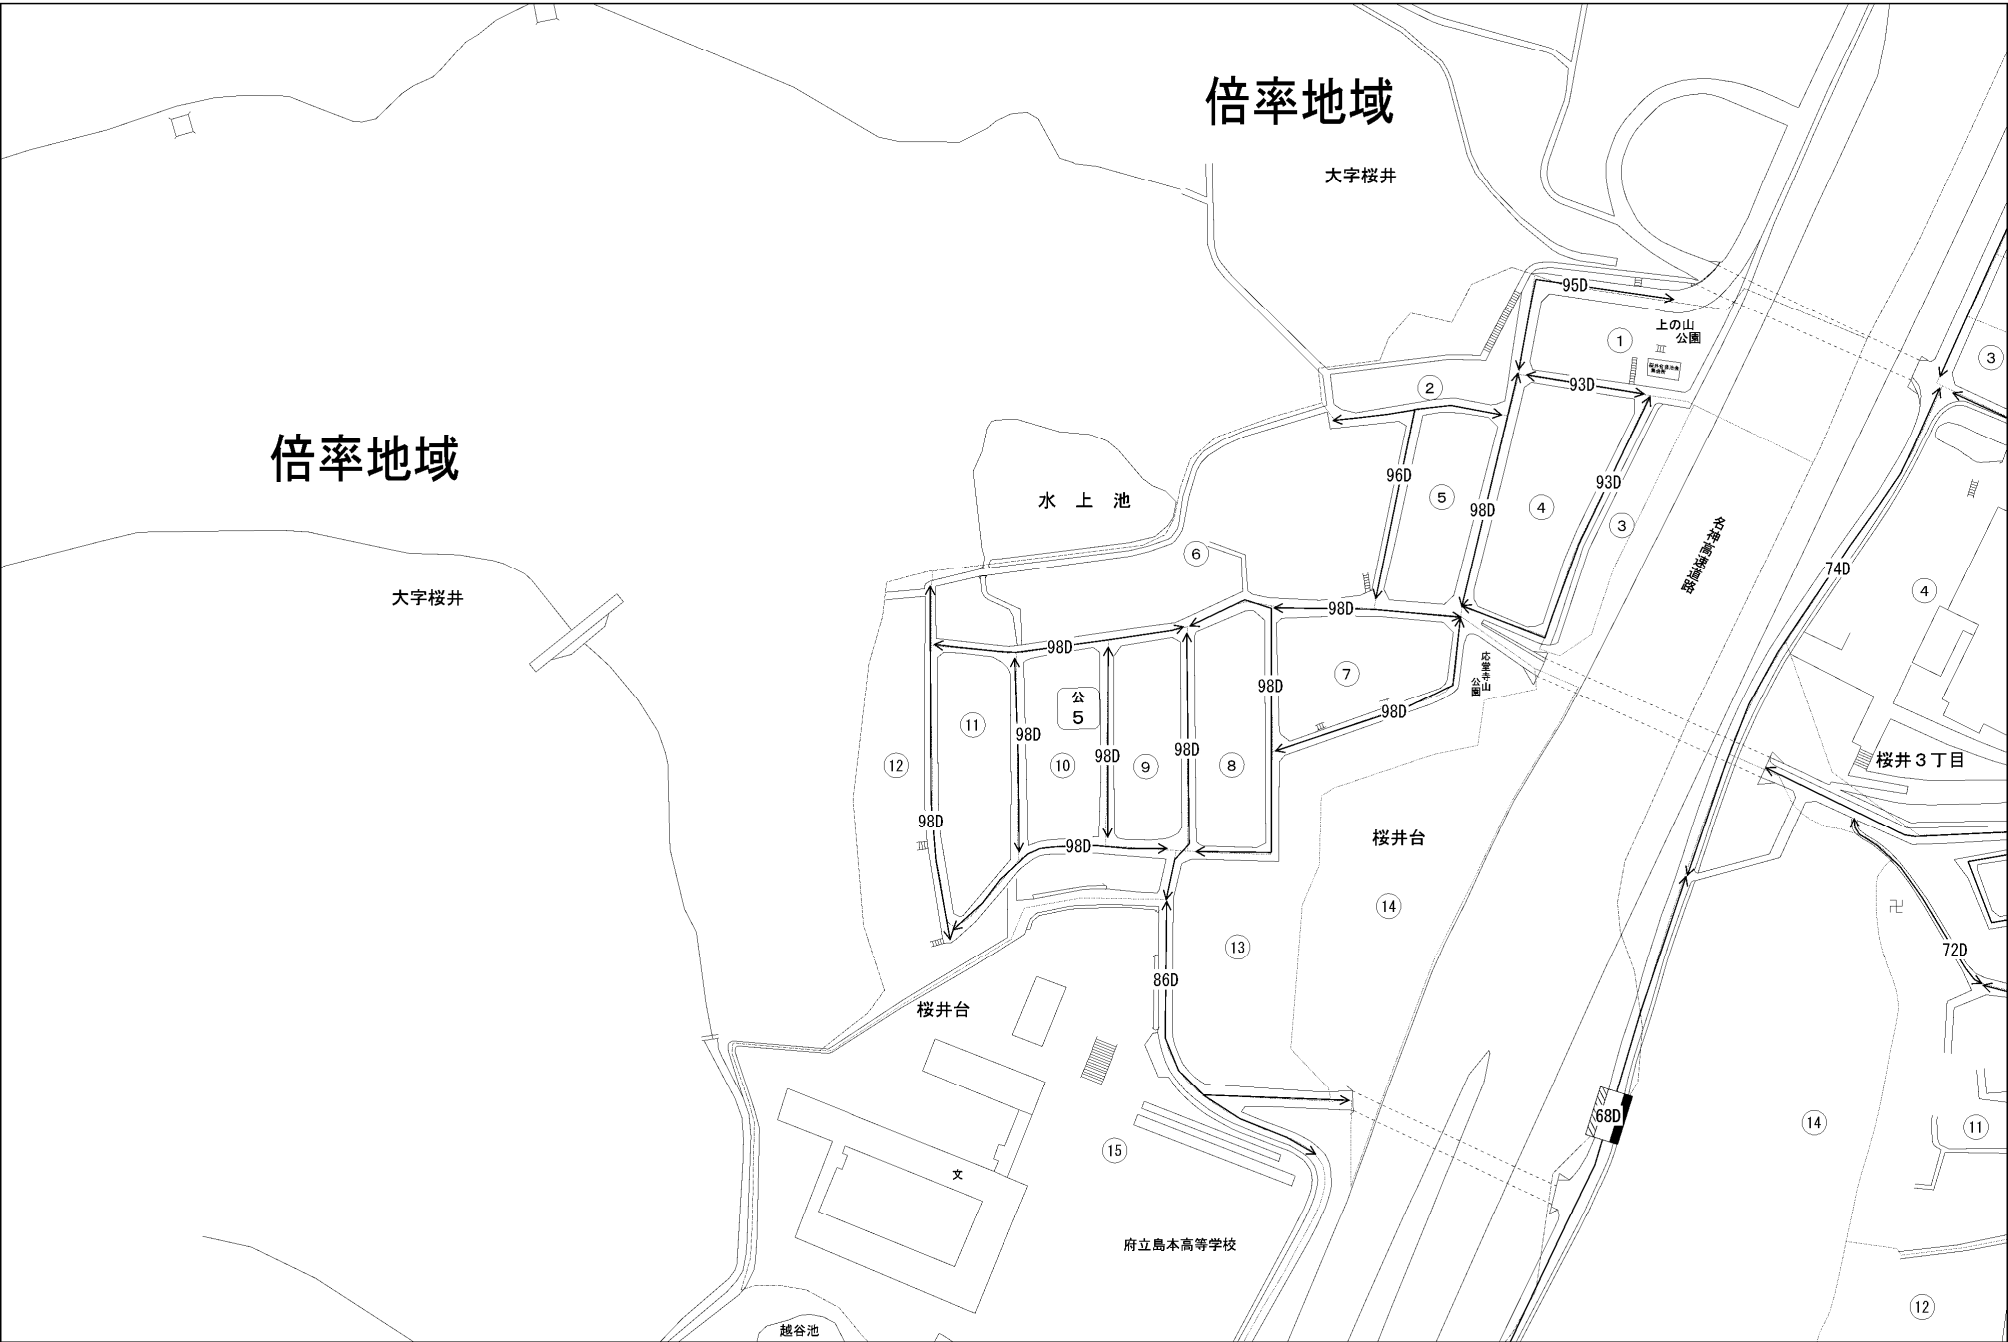 倍率地域
大字桜井
95D
上の山
公園
①
③
93D
②
倍率地域
水上池
96D
⑤
98D
④
93D
③
名神高速道路
74D
④
⑥
大字桜井
98D
98D
応堂寺山
公園
⑦
98D
98D
公
5
⑪
98D
98D
98D
⑫
⑩
⑨
⑧
桜井3丁目
98D
98D
桜井台
⑭
卍
⑬
72D
86D
桜井台
68D
⑭
⑪
⑮
文
府立島本高等学校
⑫
越谷池